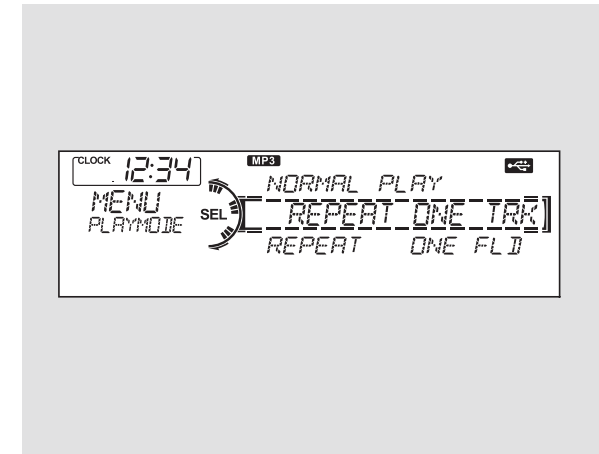 CLOCK 12:34
MP3
MENU
PLAYMODE
SEL
NORMAL PLAY
REPEAT ONE TRK
REPEAT ONE FLD